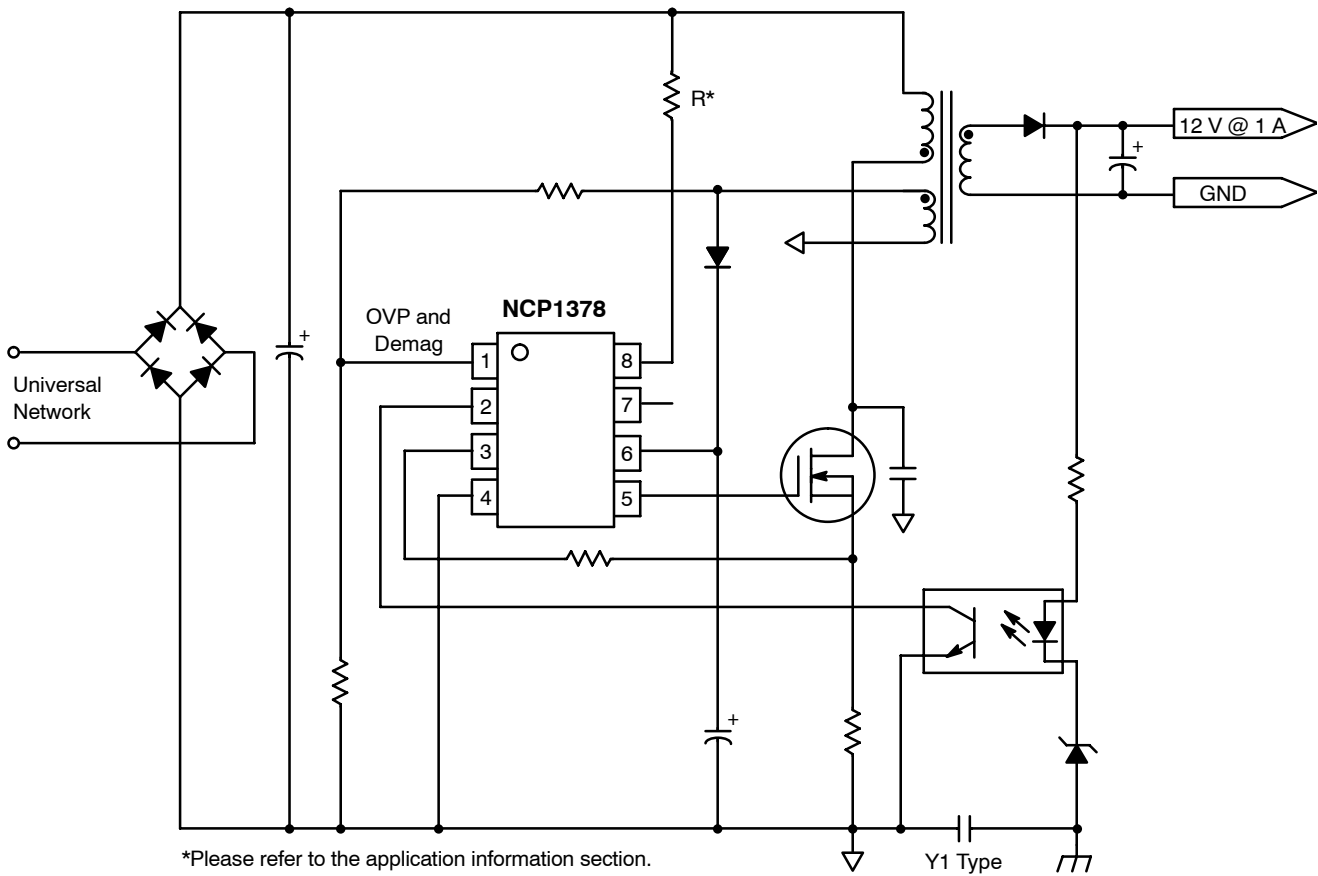 R*
+
12 V @ 1 A
+
GND
NCP1378
OVP and
Demag
+
1
8
2
7
3
6
4
5
Universal
Network
+
Y1 Type
*Please refer to the application information section.